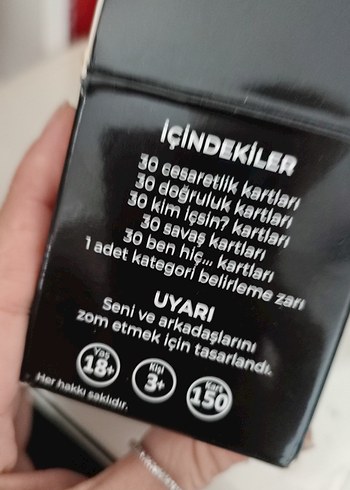 İÇİNDEKİLER
30 cesaretlik kartları
30 doğruluk kartları
30 kim içsin? kartları
30 savaş kartları
30 ben hiç... kartları
1 adet kategori belirleme zarı
UYARI
Seni ve arkadaşlarını
zom etmek için tasarlandı.
Yaş
18+
Kişi
3+
Kart
150
Her hakkı saklıdır.